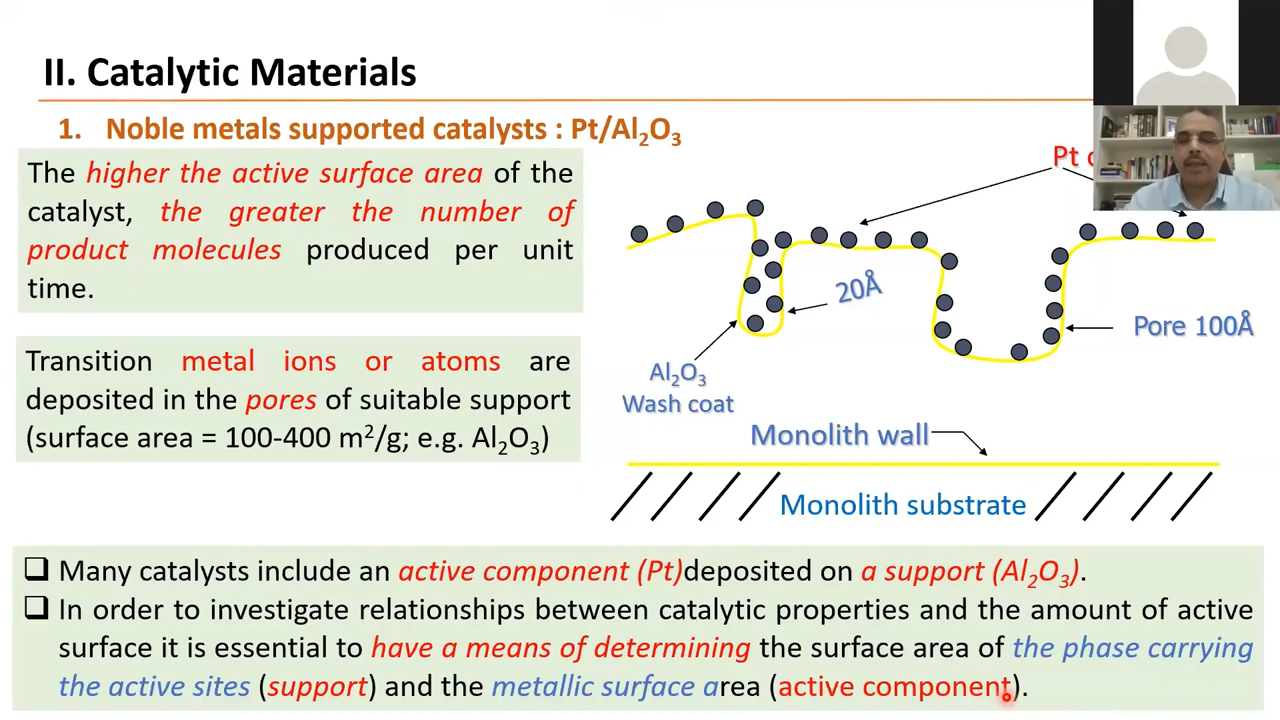 II. Catalytic Materials
1. Noble metals supported catalysts : Pt/Al₂O₃
The higher the active surface area of the
catalyst, the greater the number of
product molecules produced per unit
time.
Transition metal ions or atoms are
deposited in the pores of suitable support
(surface area = 100-400 m²/g; e.g. Al₂O₃)
Pt
20Å
Pore 100Å
Al₂O₃
Wash coat
Monolith wall
Monolith substrate
❑ Many catalysts include an active component (Pt)deposited on a support (Al₂O₃).
❑ In order to investigate relationships between catalytic properties and the amount of active
surface it is essential to have a means of determining the surface area of the phase carrying
the active sites (support) and the metallic surface area (active component).